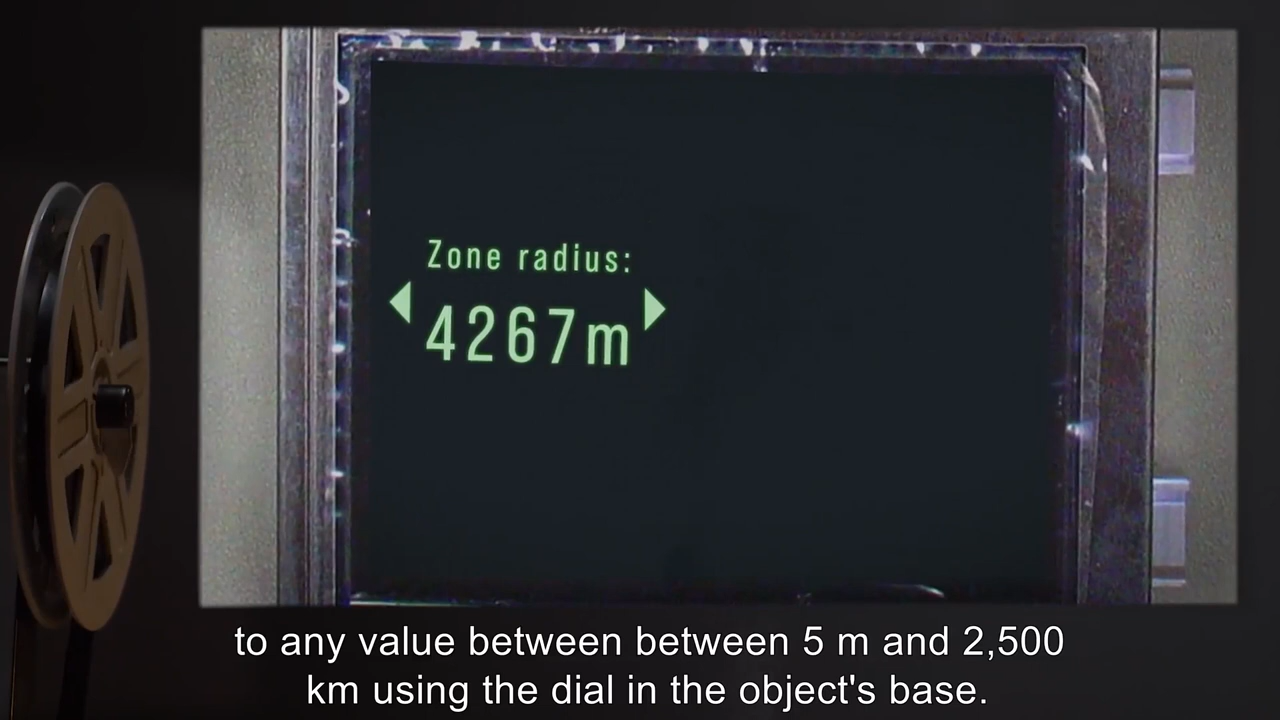 Zone radius:
4267m
to any value between between 5 m and 2,500
km using the dial in the object's base.